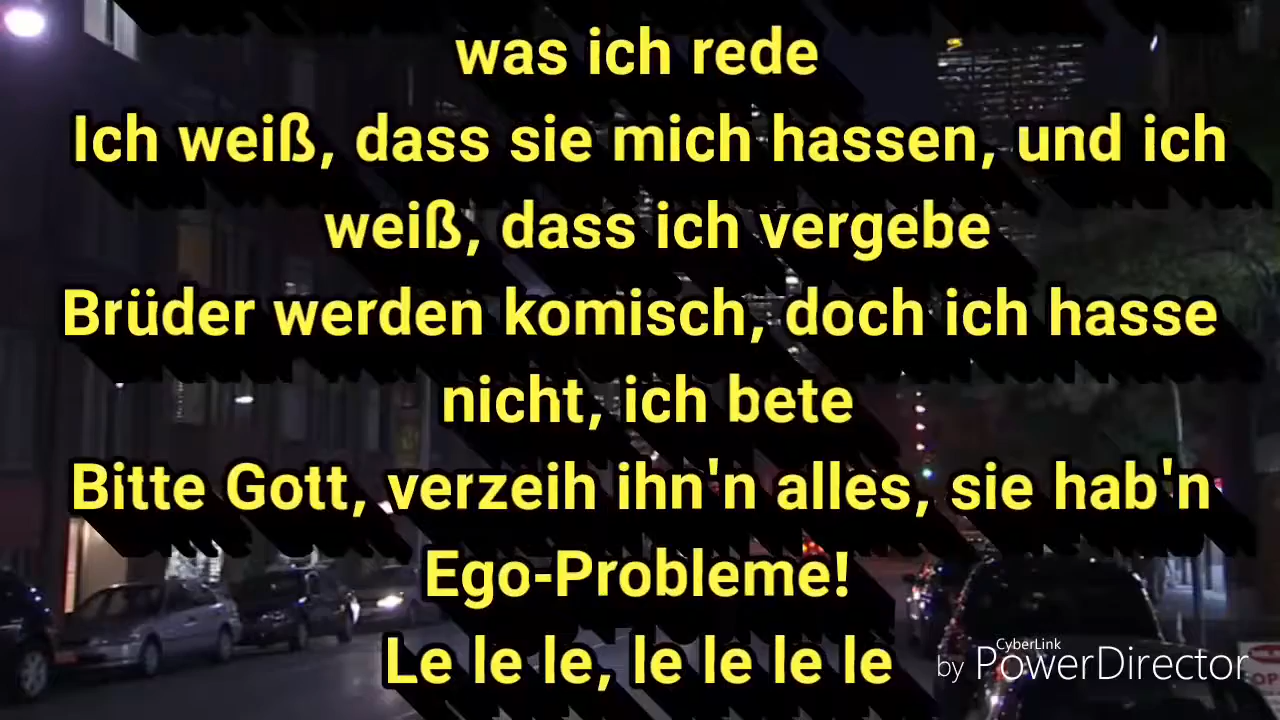 was ich rede
Ich weiß, dass sie mich hassen, und ich
weiß, dass ich vergebe
Brüder werden komisch, doch ich hasse
nicht, ich bete
Bitte Gott, verzeih ihn'n alles, sie hab'n
Ego-Probleme!
Le le le, le le le le
CyberLink
by PowerDirector